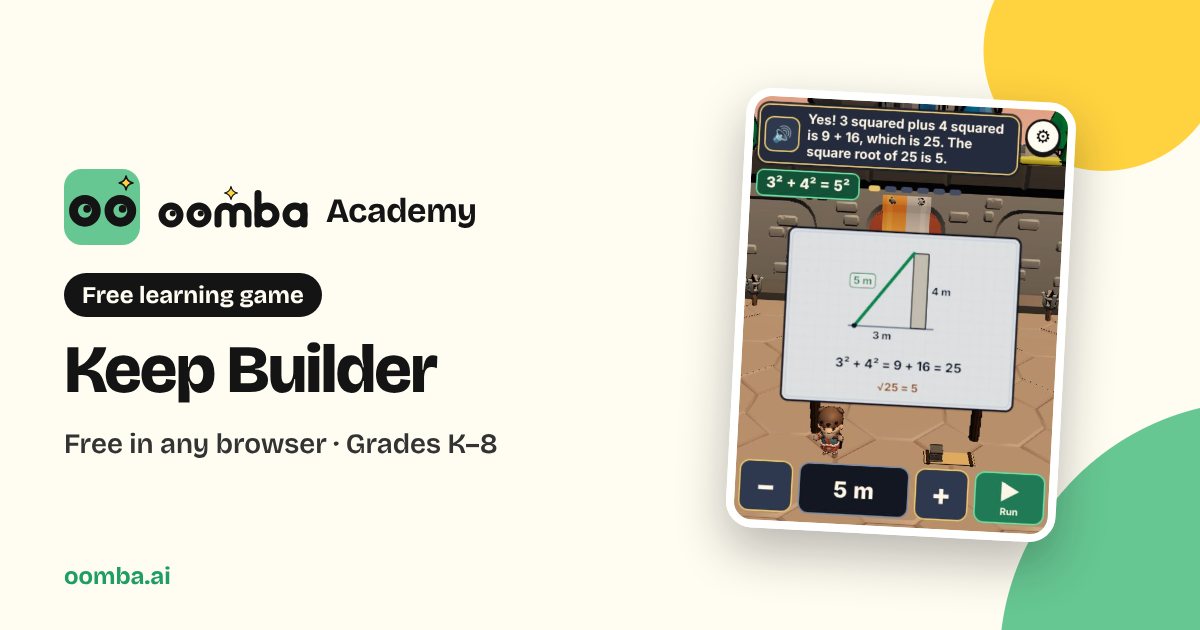 oomba Academy
Free learning game
Keep Builder
Free in any browser · Grades K–8
oomba.ai
Yes! 3 squared plus 4 squared
is 9 + 16, which is 25. The
square root of 25 is 5.
3² + 4² = 5²
5 m
4 m
3 m
3² + 4² = 9 + 16 = 25
√25 = 5
− 5 m +
Run